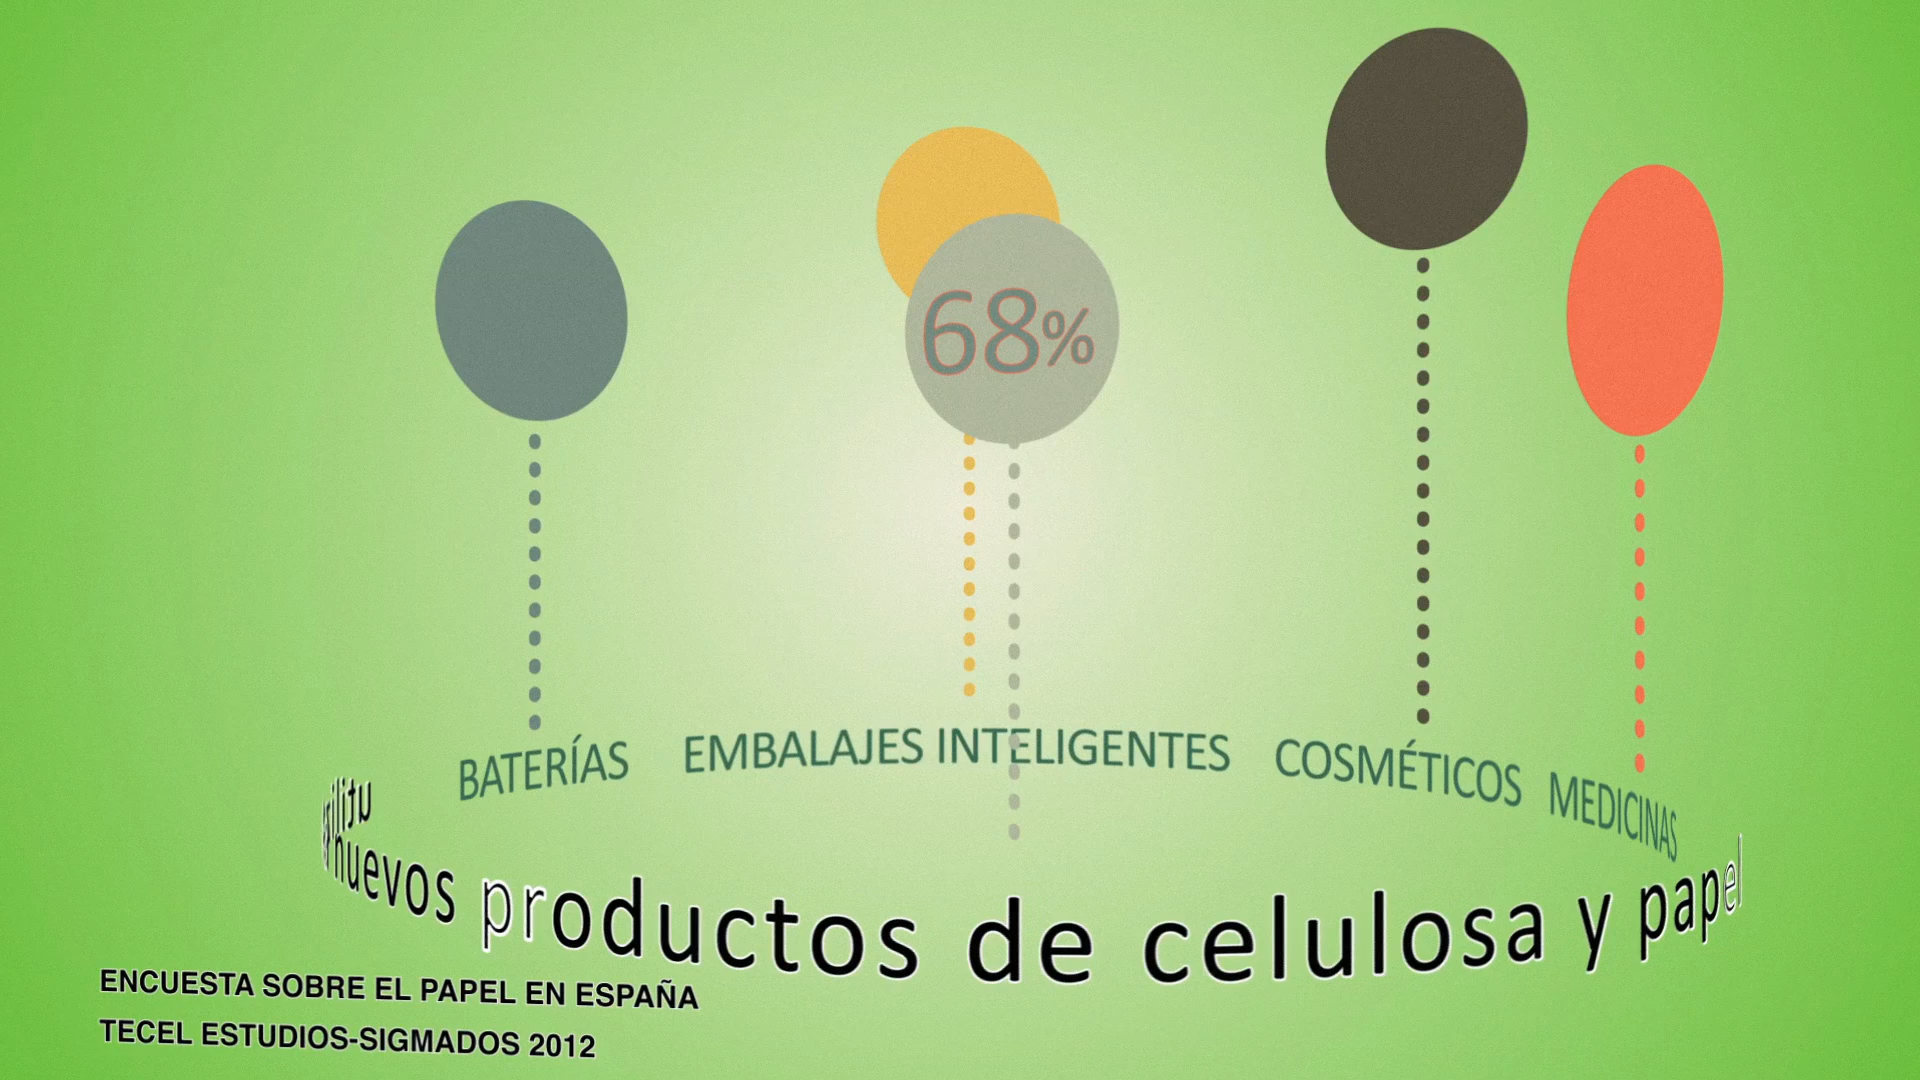 68%
BATERÍAS EMBALAJES INTELIGENTES COSMÉTICOS MEDICINAS
nuevos productos de celulosa y papel
ENCUESTA SOBRE EL PAPEL EN ESPAÑA
TECEL ESTUDIOS-SIGMADOS 2012